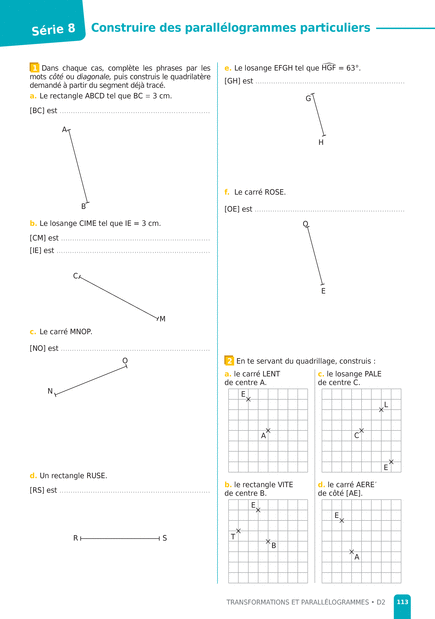 Série 8
Construire des parallélogrammes particuliers
1 Dans chaque cas, complète les phrases par les
mots côté ou diagonale, puis construis le quadrilatère
demandé à partir du segment déjà tracé.
a. Le rectangle ABCD tel que BC = 3 cm.
[BC] est
A
B
b. Le losange CIME tel que IE = 3 cm.
[CM] est
[IE] est
C
M
c. Le carré MNOP.
[NO] est
O
N
d. Un rectangle RUSE.
[RS] est
R
S
e. Le losange EFGH tel que HGF = 63°.
[GH] est
G
H
f. Le carré ROSE.
[OE] est
O
E
2 En te servant du quadrillage, construis :
a. le carré LENT
de centre A.
E
A
c. le losange PALE
de centre C.
L
C
E
b. le rectangle VITE
de centre B.
E
T
B
d. le carré AERE'
de côté [AE].
E
A
TRANSFORMATIONS ET PARALLÉLOGRAMMES • D2
113